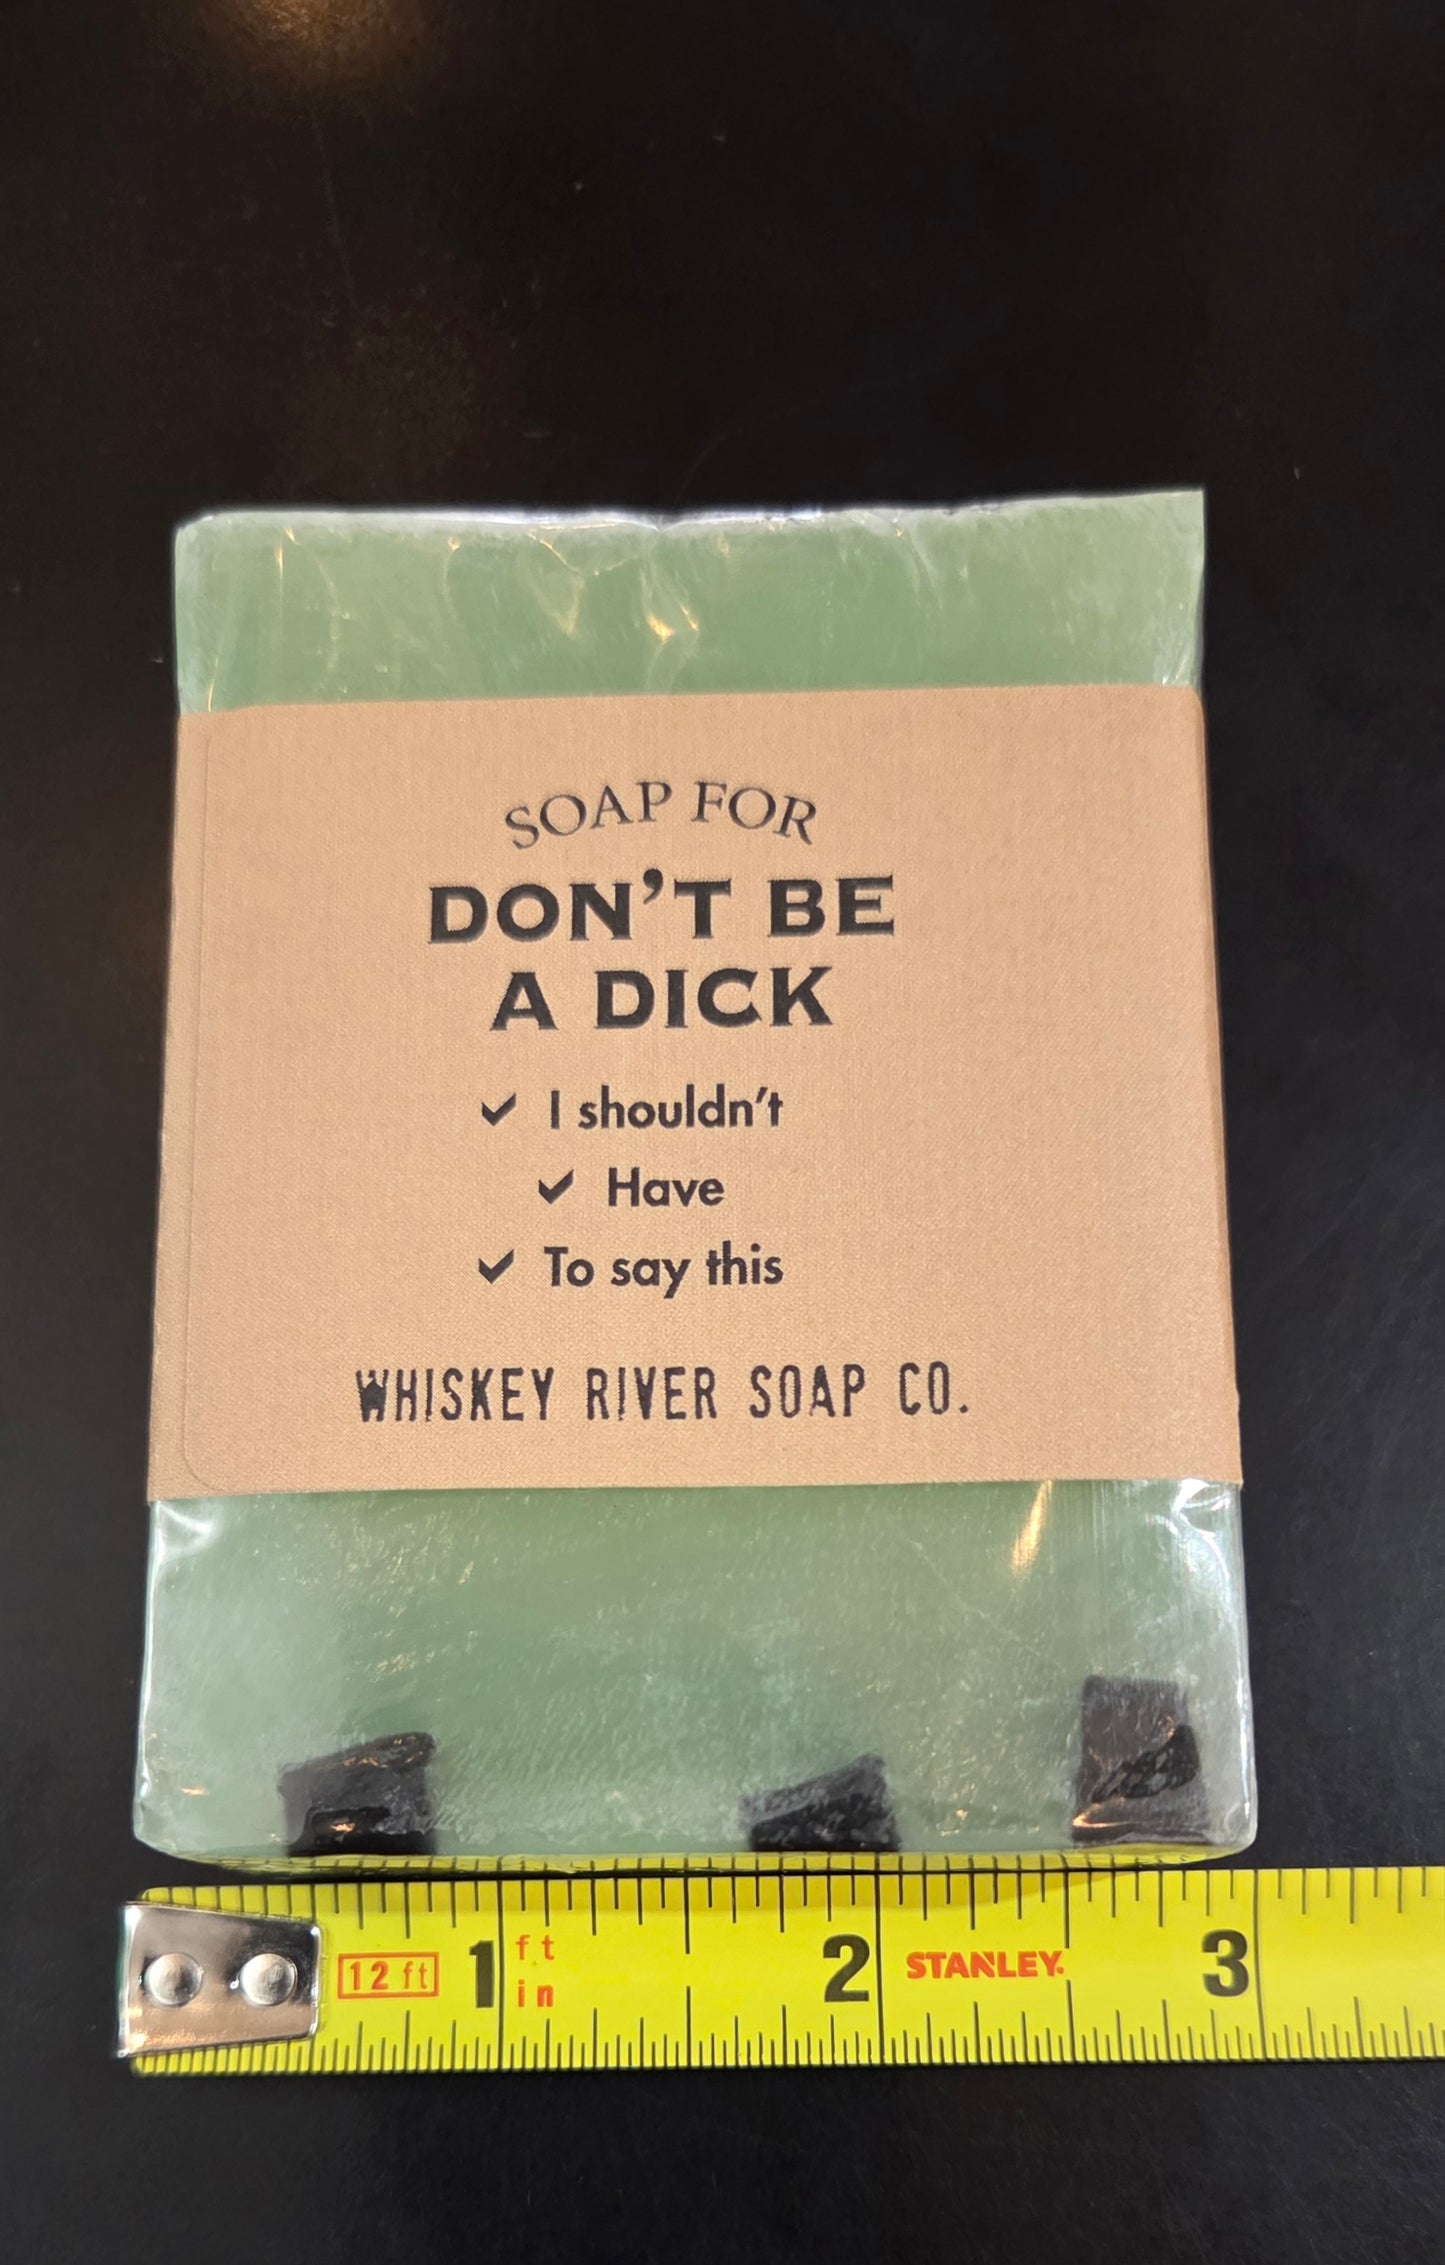 SOAP FOR
DON'T BE
A DICK
✓ I shouldn't
✓ Have
✓ To say this
WHISKEY RIVER SOAP CO.
12 ft 1 ft in 2 STANLEY. 3